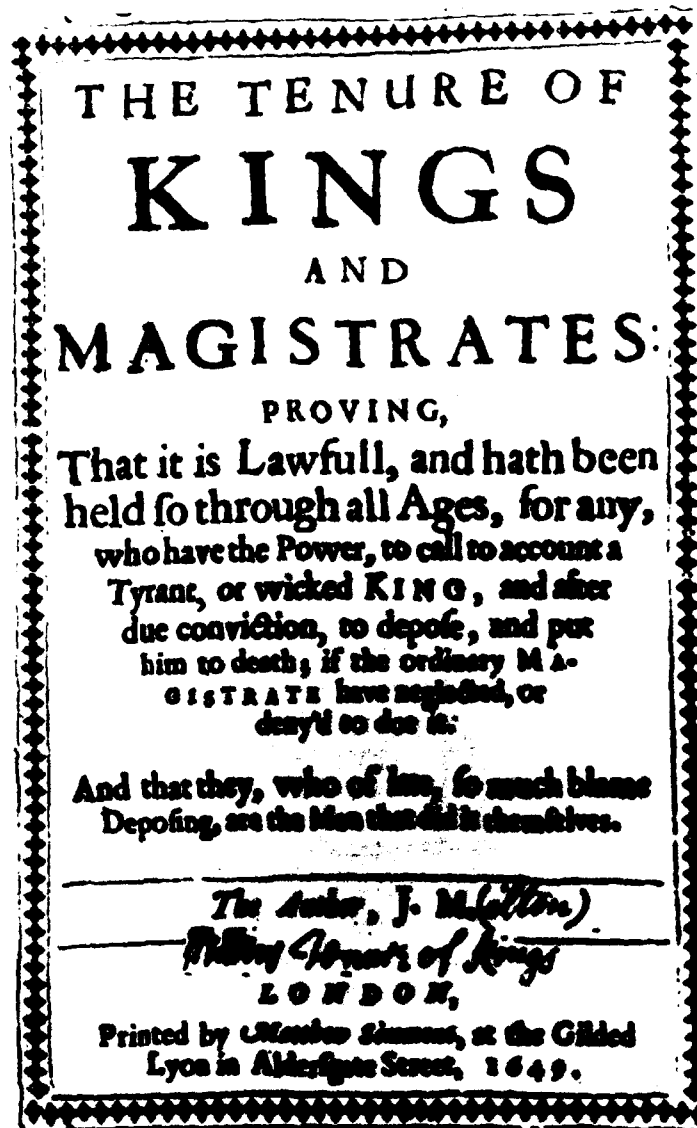 THE TENURE OF
KINGS
AND
MAGISTRATES:
PROVING,
That it is Lawfull, and hath been
held ſo through all Ages, for any,
who have the Power, to call to account a
Tyrant, or wicked KING, and after
due conviction, to depoſe, and put
him to death; if the ordinary MA-
GISTRATE have neglected, or
deny'd to doe it.
And that they, who of late, ſo much blame
Depoſing, are the Men that did it themſelves.
The Author, J. M(ilton)
of Kings
LONDON,
Printed by Matthew Simmons, at the Gilded
Lyon in Alderſgate Street, 1649.